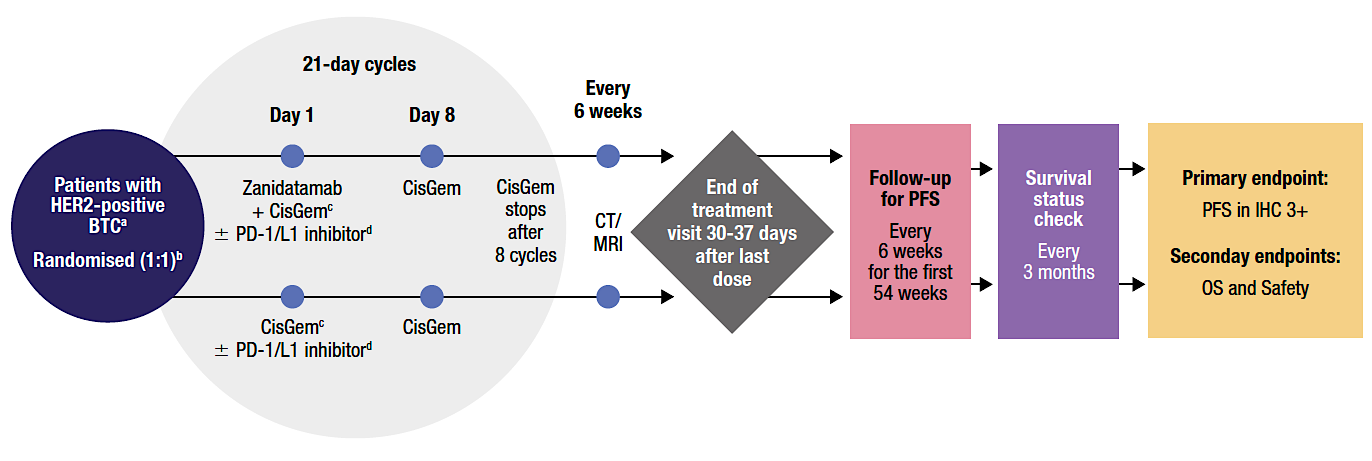 21-day cycles
Day 1
Day 8
Every
6 weeks
Patients with
HER2-positive
BTCᵃ
Randomised (1:1)ᵇ
Zanidatamab
+ CisGemᶜ
± PD-1/L1 inhibitorᵈ
CisGem
CisGem
stops
after
8 cycles
CT/
MRI
CisGemᶜ
± PD-1/L1 inhibitorᵈ
CisGem
End of
treatment
visit 30-37 days
after last
dose
Follow-up
for PFS
Every
6 weeks
for the first
54 weeks
Survival
status
check
Every
3 months
Primary endpoint:
PFS in IHC 3+
Seconday endpoints:
OS and Safety